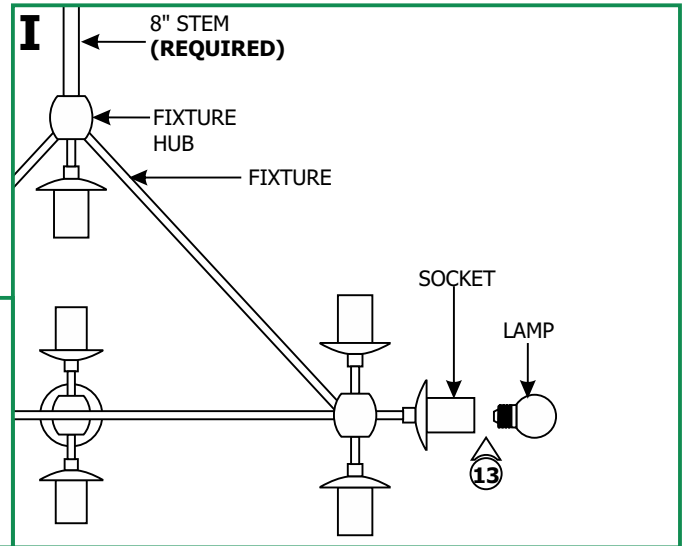 I
8" STEM
(REQUIRED)
FIXTURE
HUB
FIXTURE
SOCKET
LAMP
13